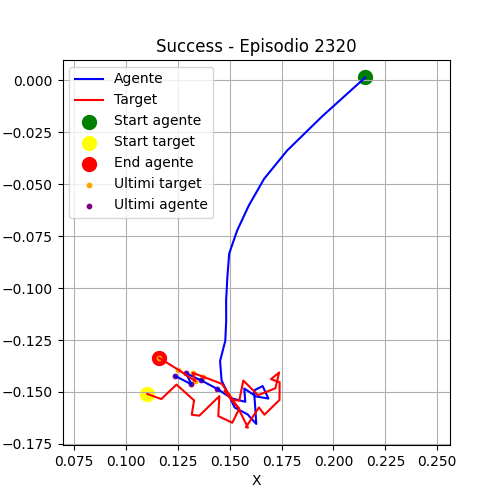 Success - Episodio 2320
Agente
Target
Start agente
Start target
End agente
Ultimi target
Ultimi agente
0.000
−0.025
−0.050
−0.075
−0.100
−0.125
−0.150
−0.175
0.075 0.100 0.125 0.150 0.175 0.200 0.225 0.250
X